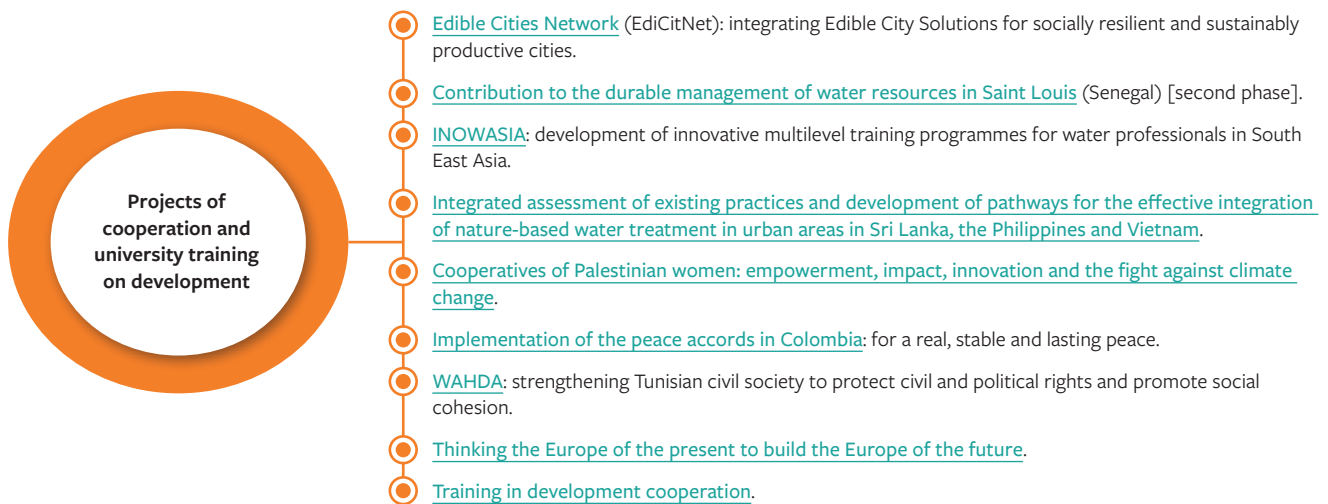 Projects of
cooperation and
university training
on development
Edible Cities Network (EdiCitNet): integrating Edible City Solutions for socially resilient and sustainably
productive cities.
Contribution to the durable management of water resources in Saint Louis (Senegal) [second phase].
INOWASIA: development of innovative multilevel training programmes for water professionals in South
East Asia.
Integrated assessment of existing practices and development of pathways for the effective integration
of nature-based water treatment in urban areas in Sri Lanka, the Philippines and Vietnam.
Cooperatives of Palestinian women: empowerment, impact, innovation and the fight against climate
change.
Implementation of the peace accords in Colombia: for a real, stable and lasting peace.
WAHDA: strengthening Tunisian civil society to protect civil and political rights and promote social
cohesion.
Thinking the Europe of the present to build the Europe of the future.
Training in development cooperation.